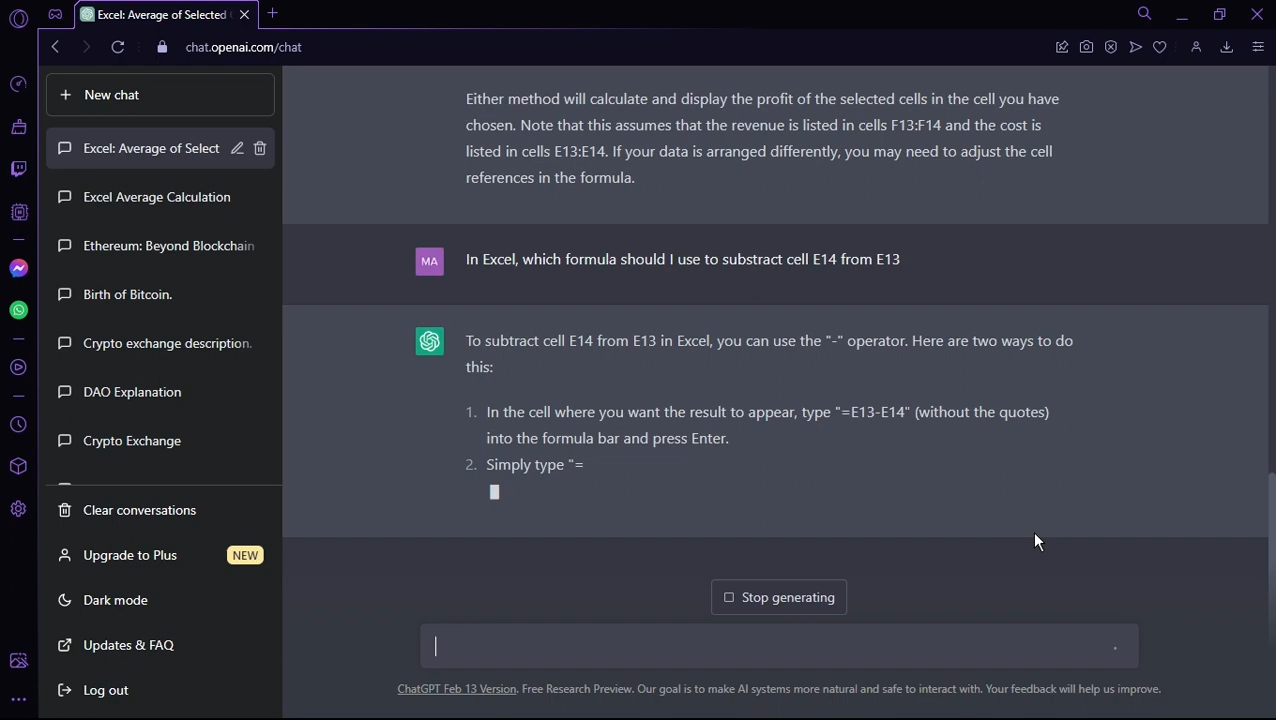 Excel: Average of Selected
chat.openai.com/chat
New chat
Excel: Average of Select
Excel Average Calculation
Ethereum: Beyond Blockchain
Birth of Bitcoin.
Crypto exchange description.
DAO Explanation
Crypto Exchange
Clear conversations
Upgrade to Plus NEW
Dark mode
Updates & FAQ
Log out
Either method will calculate and display the profit of the selected cells in the cell you have
chosen. Note that this assumes that the revenue is listed in cells F13:F14 and the cost is
listed in cells E13:E14. If your data is arranged differently, you may need to adjust the cell
references in the formula.
MA In Excel, which formula should I use to substract cell E14 from E13
To subtract cell E14 from E13 in Excel, you can use the "-" operator. Here are two ways to do
this:
1. In the cell where you want the result to appear, type "=E13-E14" (without the quotes)
into the formula bar and press Enter.
2. Simply type "=
Stop generating
ChatGPT Feb 13 Version. Free Research Preview. Our goal is to make AI systems more natural and safe to interact with. Your feedback will help us improve.